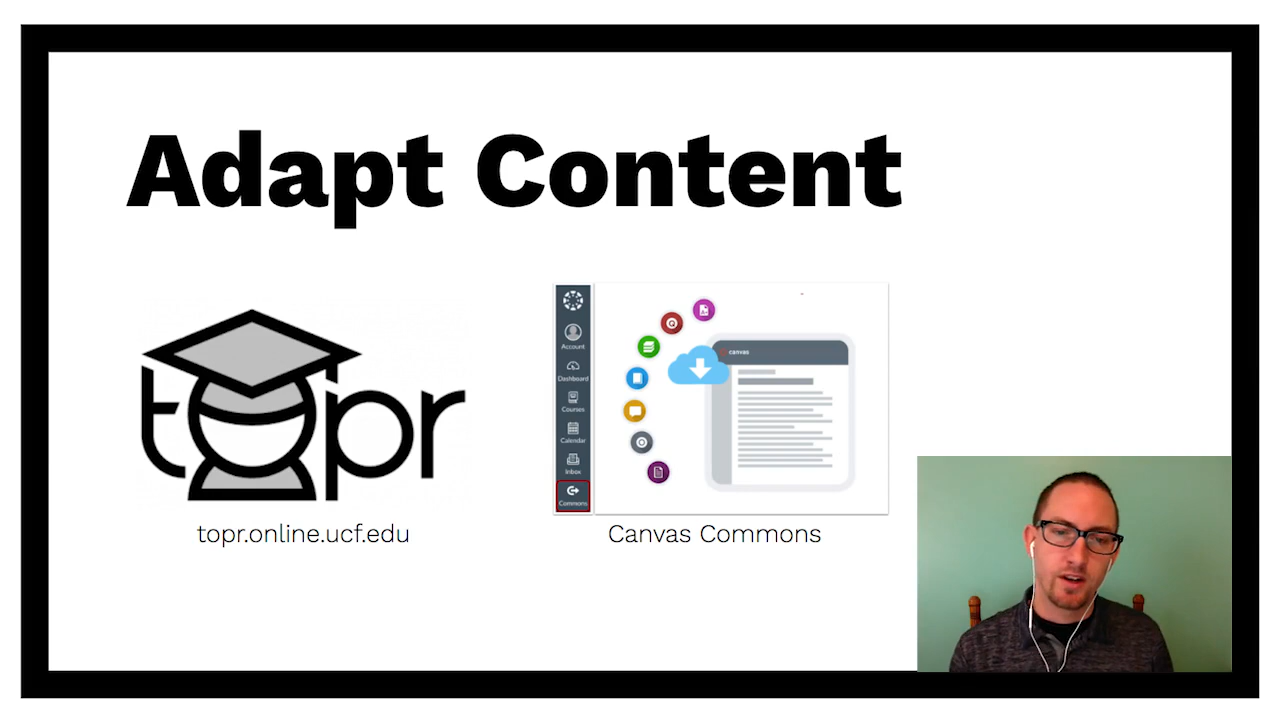 Adapt Content
topr
topr.online.ucf.edu
Account
Dashboard
Courses
Calendar
Inbox
Commons
canvas
Canvas Commons